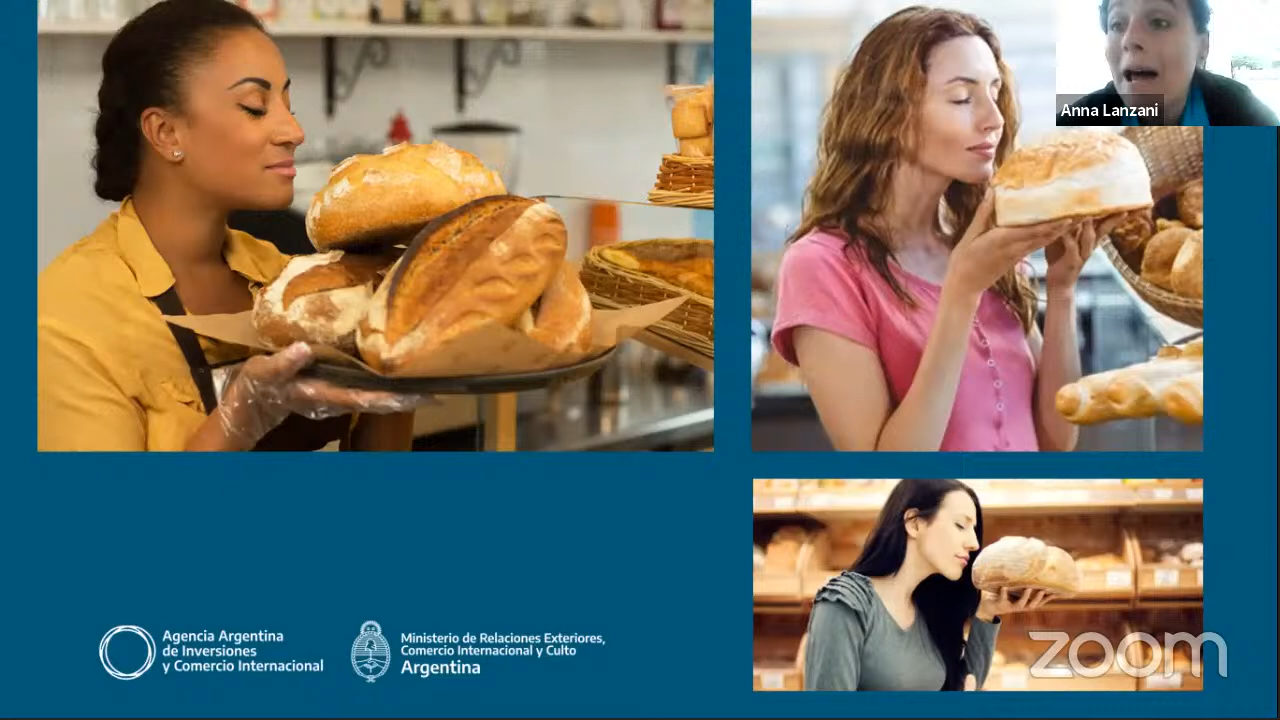 Anna Lanzani
Agencia Argentina
de Inversiones
y Comercio Internacional
Ministerio de Relaciones Exteriores,
Comercio Internacional y Culto
Argentina
zoom